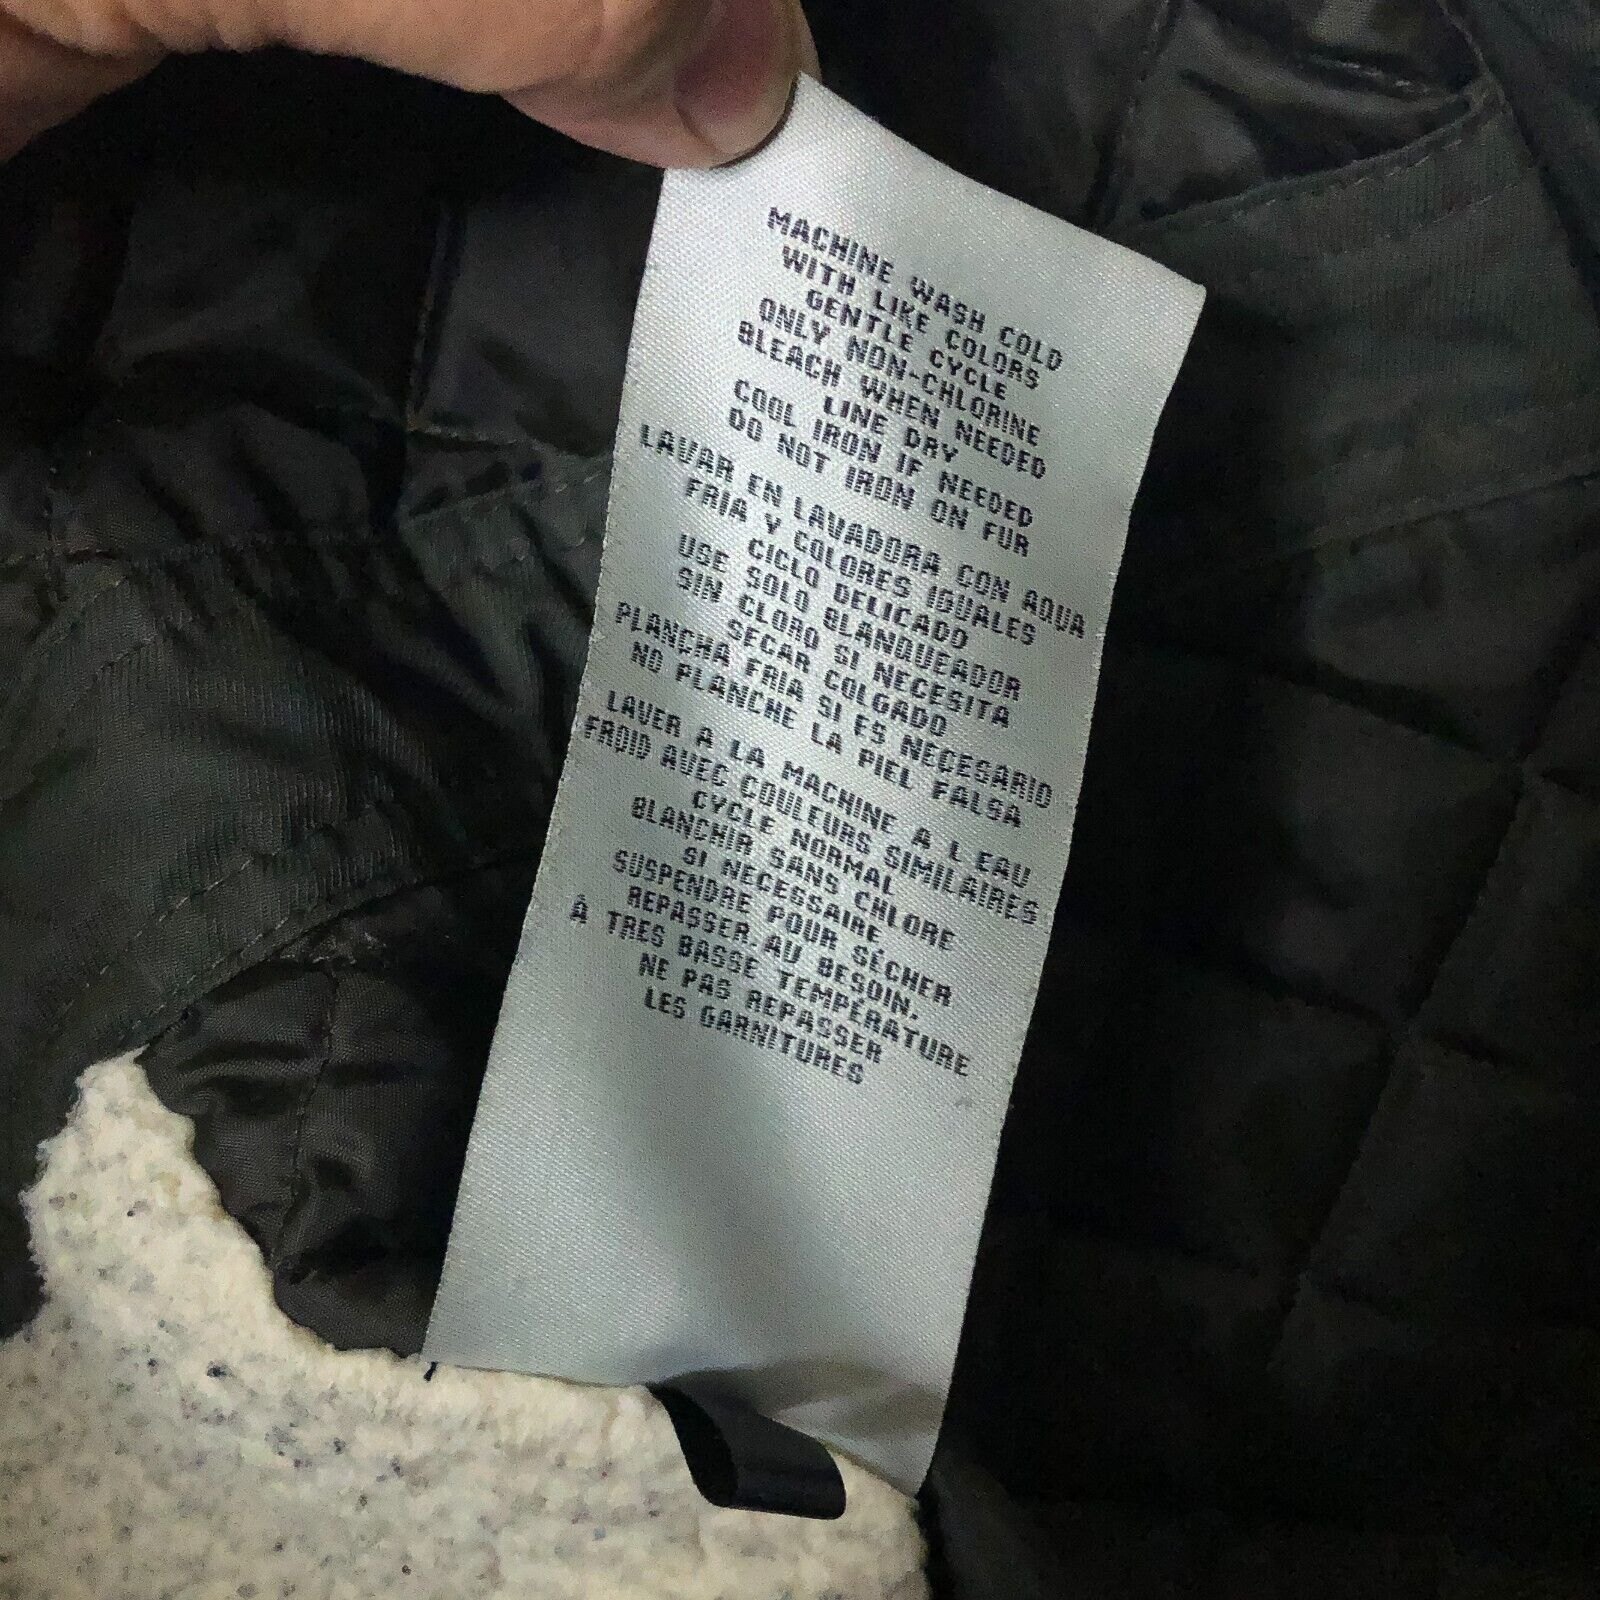 MACHINE WASH COLD
WITH LIKE COLORS
GENTLE CYCLE
ONLY NON-CHLORINE
BLEACH WHEN NEEDED
LINE DRY
COOL IRON IF NEEDED
DO NOT IRON ON FUR
LAVAR EN LAVADORA CON AQUA
FRIA Y COLORES IGUALES
USE CICLO DELICADO
USE SOLO BLANQUEADOR
SIN CLORO SI NECESITA
SECAR COLGADO
PLANCHA FRIA SI ES NECESARIO
NO PLANCHE LA PIEL FALSA
LAVER A LA MACHINE A L EAU
FROID AVEC COULEURS SIMILAIRES
CYCLE NORMAL
BLANCHIR SANS CHLORE
SI NECESSAIRE
SUSPENDRE POUR SÉCHER
REPASSER.AU BESOIN.
À TRES BASSE TEMPÉRATURE
NE PAS REPASSER
LES GARNITURES